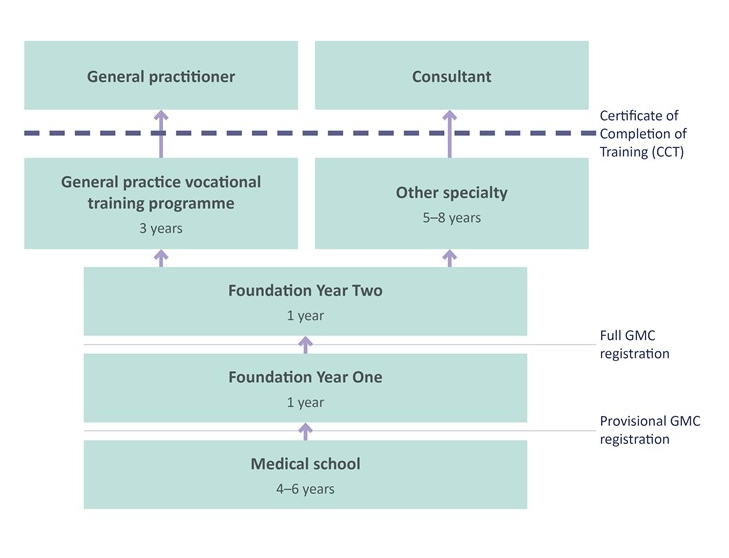 General practitioner
Consultant
Certificate of
Completion of
Training (CCT)
General practice vocational
training programme
3 years
Other specialty
5–8 years
Foundation Year Two
1 year
Full GMC
registration
Foundation Year One
1 year
Provisional GMC
registration
Medical school
4–6 years